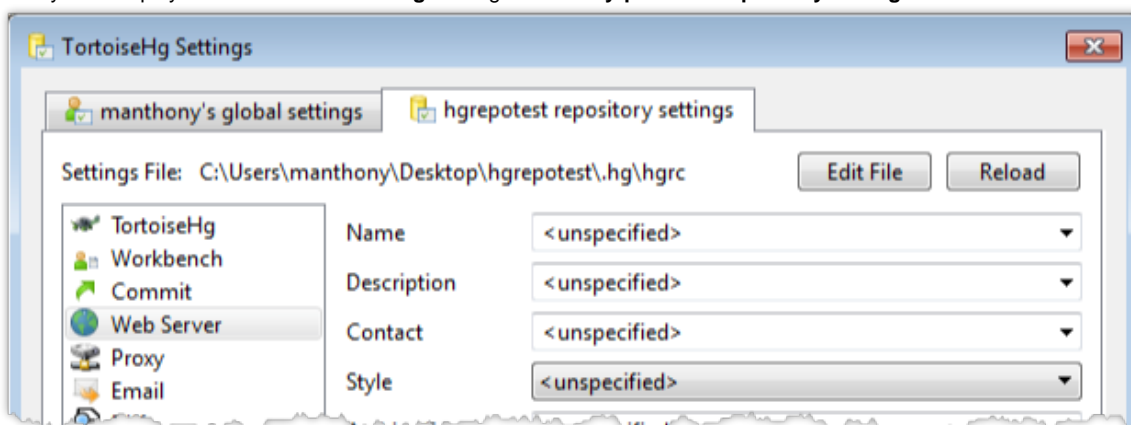 TortoiseHg Settings
manthony's global settings
hgrepotest repository settings
Settings File: C:\Users\manthony\Desktop\hgrepotest\.hg\hgrc
Edit File
Reload
TortoiseHg
Workbench
Commit
Web Server
Proxy
Email
Name <unspecified>
Description <unspecified>
Contact <unspecified>
Style <unspecified>